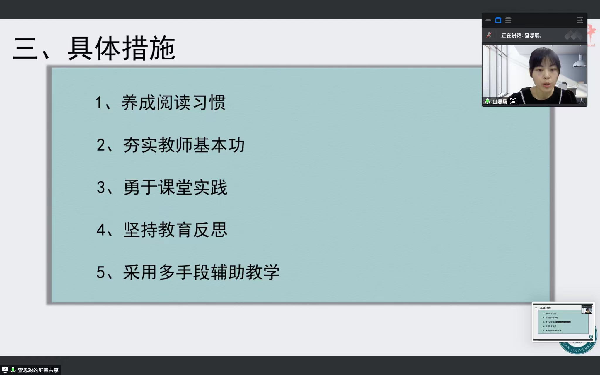 三、具体措施
1、养成阅读习惯
2、夯实教师基本功
3、勇于课堂实践
4、坚持教育反思
5、采用多手段辅助教学